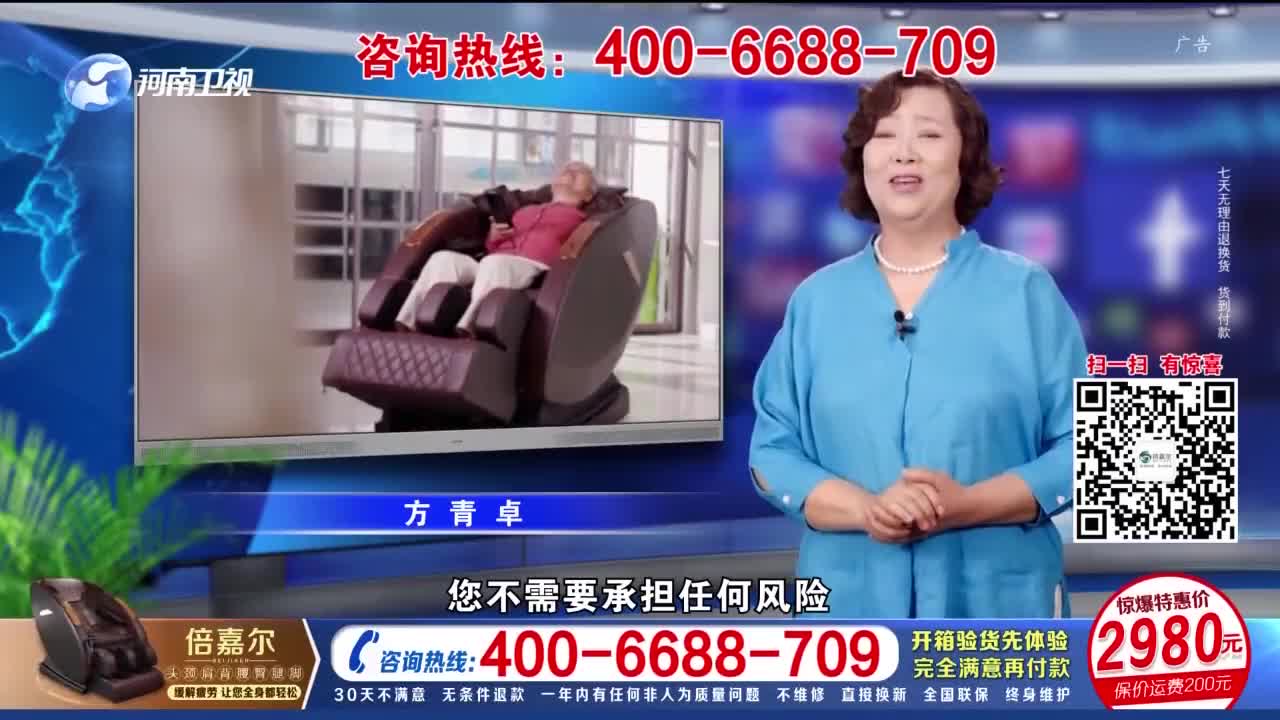 咨询热线：400-6688-709
广告
河南卫视
七天无理由退换货 货到付款
扫一扫 有惊喜
方青卓
您不需要承担任何风险
倍嘉尔
BEIJIAER
头颈肩背腰臀腿脚
缓解疲劳 让您全身都轻松
咨询热线:400-6688-709
开箱验货先体验
完全满意再付款
30天不满意 无条件退款 一年内有任何非人为质量问题 不维修 直接换新 全国联保 终身维护
惊爆特惠价
2980元
保价运费200元